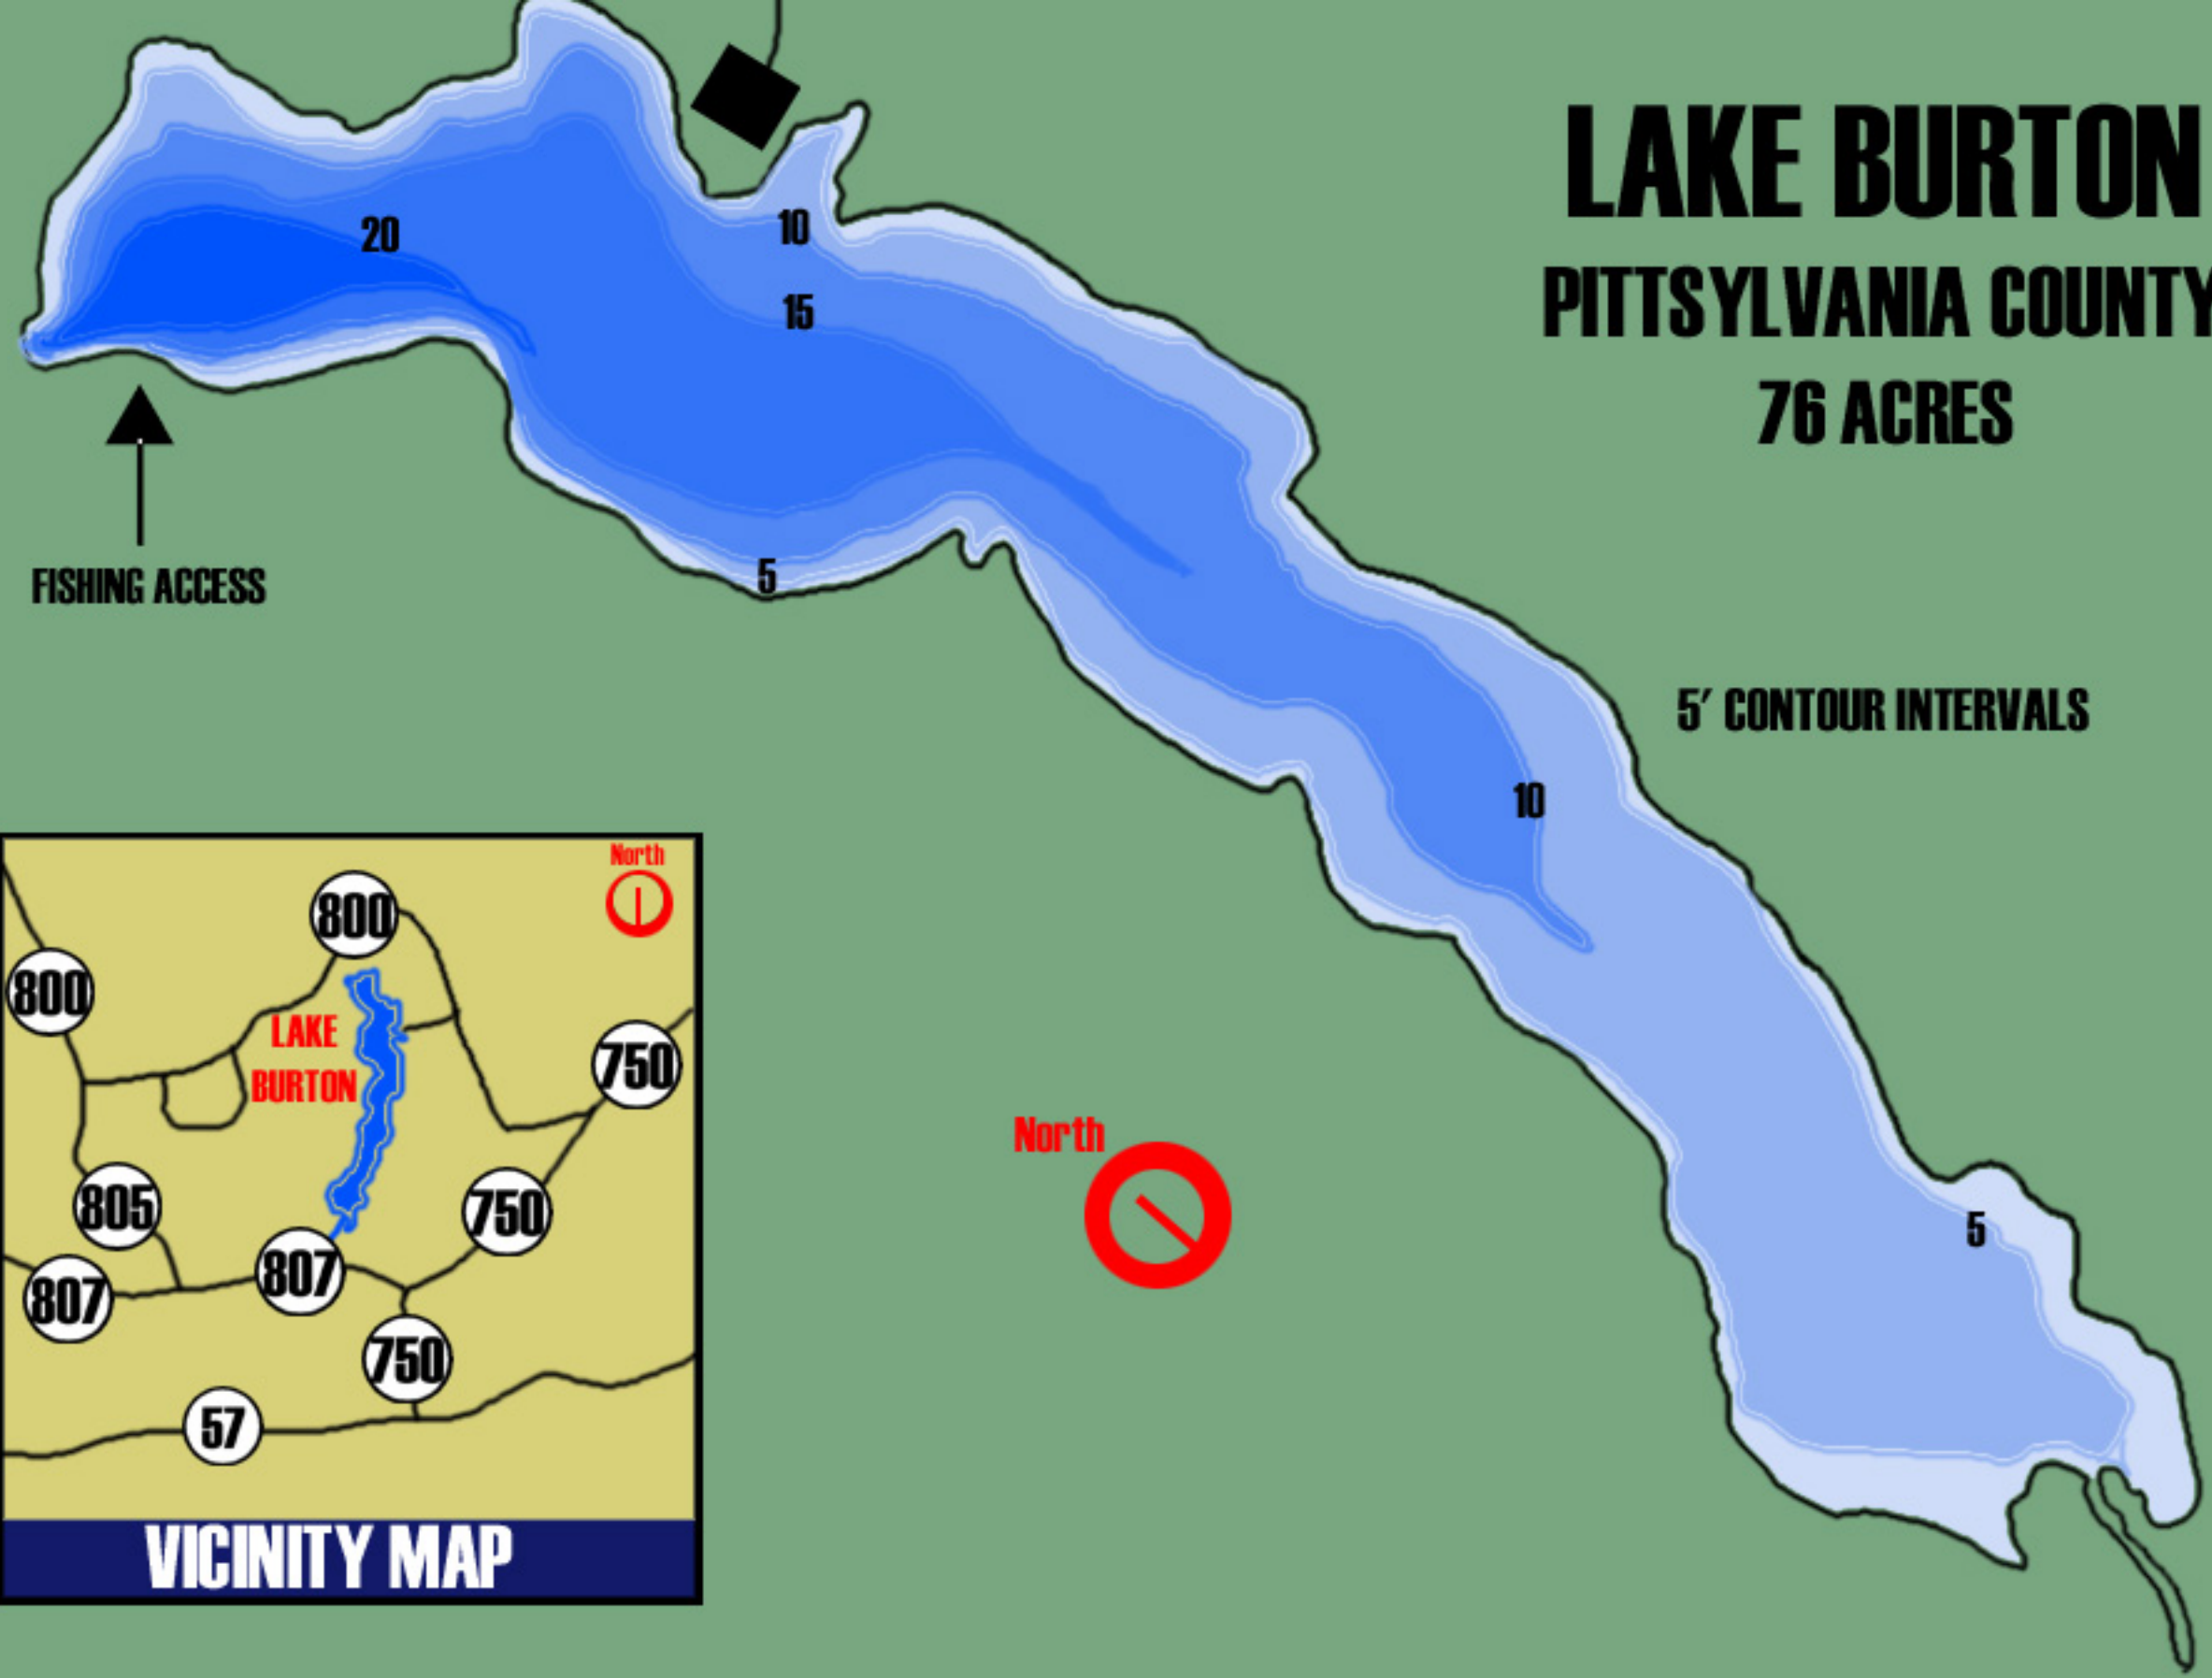 LAKE BURTON
PITTSYLVANIA COUNTY
76 ACRES
20
10
15
5
FISHING ACCESS
5' CONTOUR INTERVALS
10
North
5
North
800
800
LAKE
BURTON
750
805
750
807
807
750
57
VICINITY MAP